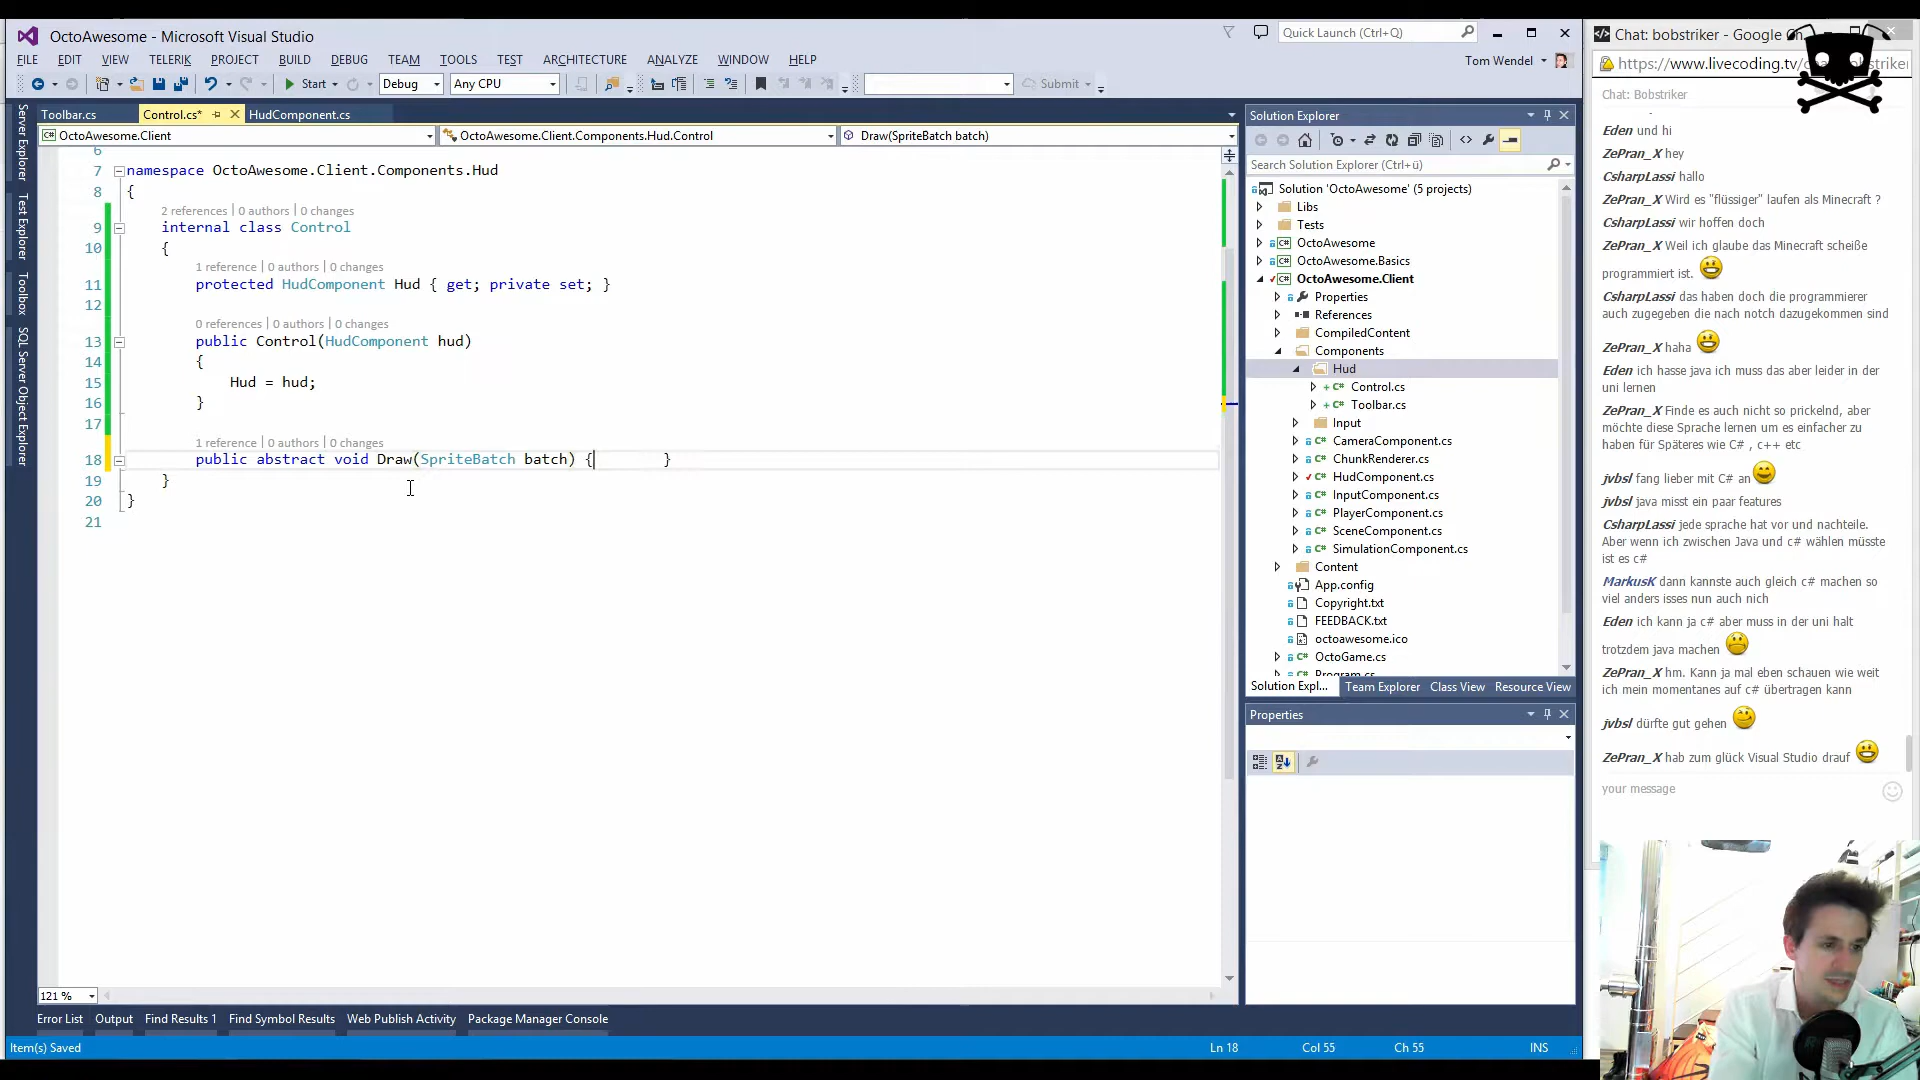 OctoAwesome - Microsoft Visual Studio
Quick Launch (Ctrl+Q)
FILE EDIT VIEW TELERIK PROJECT BUILD DEBUG TEAM TOOLS TEST ARCHITECTURE ANALYZE WINDOW HELP
Tom Wendel
Start Debug Any CPU Submit
Toolbar.cs Control.cs* HudComponent.cs
OctoAwesome.Client OctoAwesome.Client.Components.Hud.Control Draw(SpriteBatch batch)
Server Explorer
Test Explorer
Toolbox
SQL Server Object Explorer
6
7 namespace OctoAwesome.Client.Components.Hud
8 {
2 references | 0 authors | 0 changes
9 internal class Control
10 {
1 reference | 0 authors | 0 changes
11 protected HudComponent Hud { get; private set; }
12
0 references | 0 authors | 0 changes
13 public Control(HudComponent hud)
14 {
15 Hud = hud;
16 }
17
1 reference | 0 authors | 0 changes
18 public abstract void Draw(SpriteBatch batch) { }
19 }
20 }
21
121 %
Error List Output Find Results 1 Find Symbol Results Web Publish Activity Package Manager Console
Item(s) Saved Ln 18 Col 55 Ch 55 INS
Solution Explorer
Search Solution Explorer (Ctrl+ü)
Solution 'OctoAwesome' (5 projects)
Libs
Tests
OctoAwesome
OctoAwesome.Basics
OctoAwesome.Client
Properties
References
CompiledContent
Components
Hud
Control.cs
Toolbar.cs
Input
CameraComponent.cs
ChunkRenderer.cs
HudComponent.cs
InputComponent.cs
PlayerComponent.cs
SceneComponent.cs
SimulationComponent.cs
Content
App.config
Copyright.txt
FEEDBACK.txt
octoawesome.ico
OctoGame.cs
Program.cs
Solution Expl... Team Explorer Class View Resource View
Properties
Chat: bobstriker - Google Ch
https://www.livecoding.tv/cha
bstriker
Chat: Bobstriker
Eden und hi
ZePran_X hey
CsharpLassi hallo
ZePran_X Wird es "flüssiger" laufen als Minecraft ?
CsharpLassi wir hoffen doch
ZePran_X Weil ich glaube das Minecraft scheiße
programmiert ist.
CsharpLassi das haben doch die programmierer
auch zugegeben die nach notch dazugekommen sind
ZePran_X haha
Eden ich hasse java ich muss das aber leider in der
uni lernen
ZePran_X Finde es auch nicht so prickelnd, aber
möchte diese Sprache lernen um es einfacher zu
haben für Späteres wie C# , c++ etc
jvbsl fang lieber mit C# an
jvbsl java misst ein paar features
CsharpLassi jede sprache hat vor und nachteile.
Aber wenn ich zwischen Java und c# wählen müsste
ist es c#
MarkusK dann kannste auch gleich c# machen so
viel anders isses nun auch nich
Eden ich kann ja c# aber muss in der uni halt
trotzdem java machen
ZePran_X hm. Kann ja mal eben schauen wie weit
ich mein momentanes auf c# übertragen kann
jvbsl dürfte gut gehen
ZePran_X hab zum glück Visual Studio drauf
your message